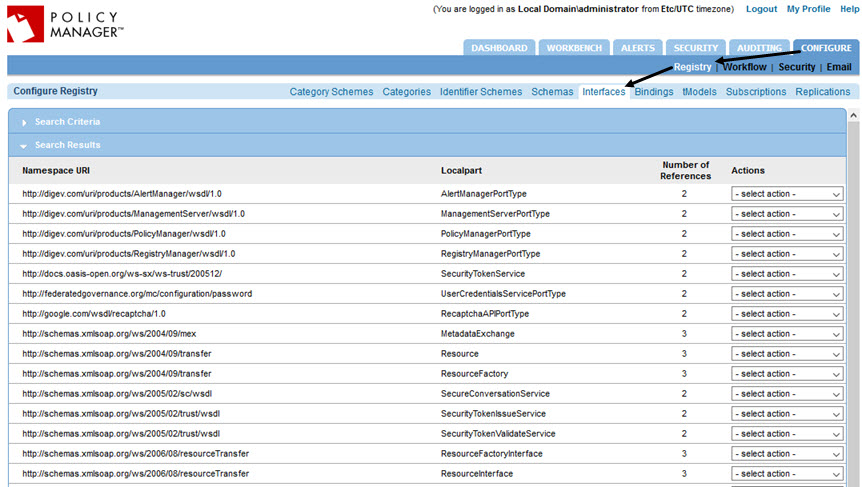 (You are logged in as Local Domain\administrator from Etc/UTC timezone) Logout My Profile Help
POLICY
MANAGER™
DASHBOARD WORKBENCH ALERTS SECURITY AUDITING CONFIGURE
Registry | Workflow | Security | Email
Configure Registry Category Schemes Categories Identifier Schemes Schemas Interfaces Bindings tModels Subscriptions Replications
Search Criteria
Search Results
Namespace URI Localpart Number of References Actions
http://digev.com/uri/products/AlertManager/wsdl/1.0 AlertManagerPortType 2 - select action -
http://digev.com/uri/products/ManagementServer/wsdl/1.0 ManagementServerPortType 2 - select action -
http://digev.com/uri/products/PolicyManager/wsdl/1.0 PolicyManagerPortType 2 - select action -
http://digev.com/uri/products/RegistryManager/wsdl/1.0 RegistryManagerPortType 2 - select action -
http://docs.oasis-open.org/ws-sx/ws-trust/200512/ SecurityTokenService 2 - select action -
http://federatedgovernance.org/mc/configuration/password UserCredentialsServicePortType 2 - select action -
http://google.com/wsdl/recaptcha/1.0 RecaptchaAPIPortType 2 - select action -
http://schemas.xmlsoap.org/ws/2004/09/mex MetadataExchange 3 - select action -
http://schemas.xmlsoap.org/ws/2004/09/transfer Resource 3 - select action -
http://schemas.xmlsoap.org/ws/2004/09/transfer ResourceFactory 3 - select action -
http://schemas.xmlsoap.org/ws/2005/02/sc/wsdl SecureConversationService 2 - select action -
http://schemas.xmlsoap.org/ws/2005/02/trust/wsdl SecurityTokenIssueService 2 - select action -
http://schemas.xmlsoap.org/ws/2005/02/trust/wsdl SecurityTokenValidateService 2 - select action -
http://schemas.xmlsoap.org/ws/2006/08/resourceTransfer ResourceFactoryInterface 3 - select action -
http://schemas.xmlsoap.org/ws/2006/08/resourceTransfer ResourceInterface 3 - select action -